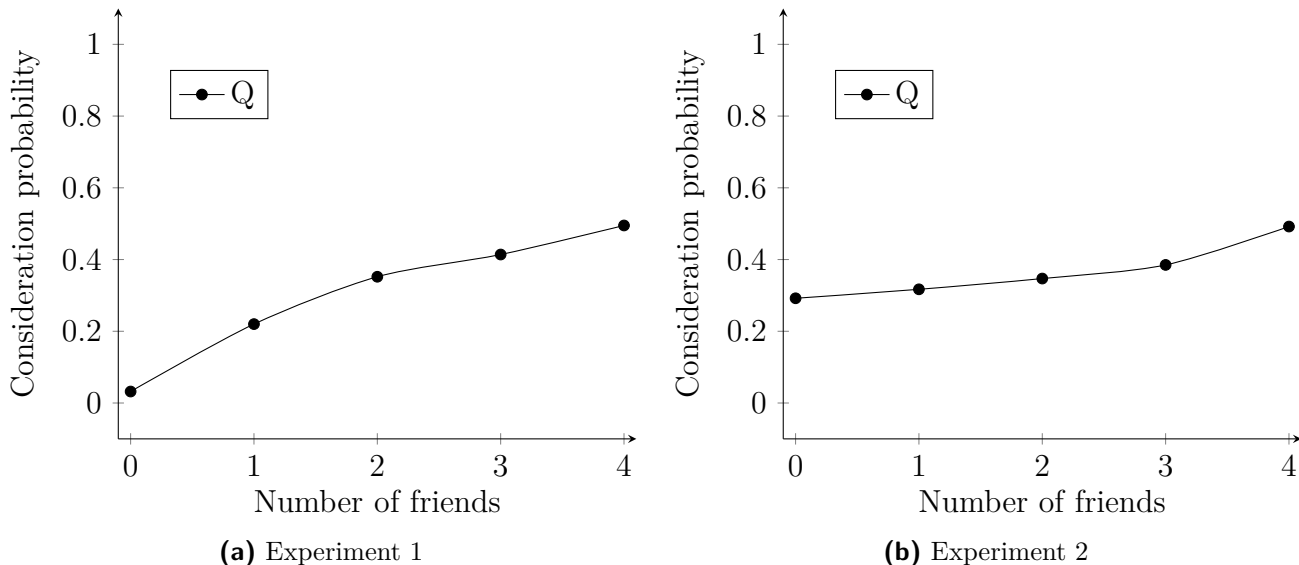 Consideration probability
1
0.8
0.6
0.4
0.2
0
Q
0 1 2 3 4
Number of friends
(a) Experiment 1
Consideration probability
1
0.8
0.6
0.4
0.2
0
Q
0 1 2 3 4
Number of friends
(b) Experiment 2